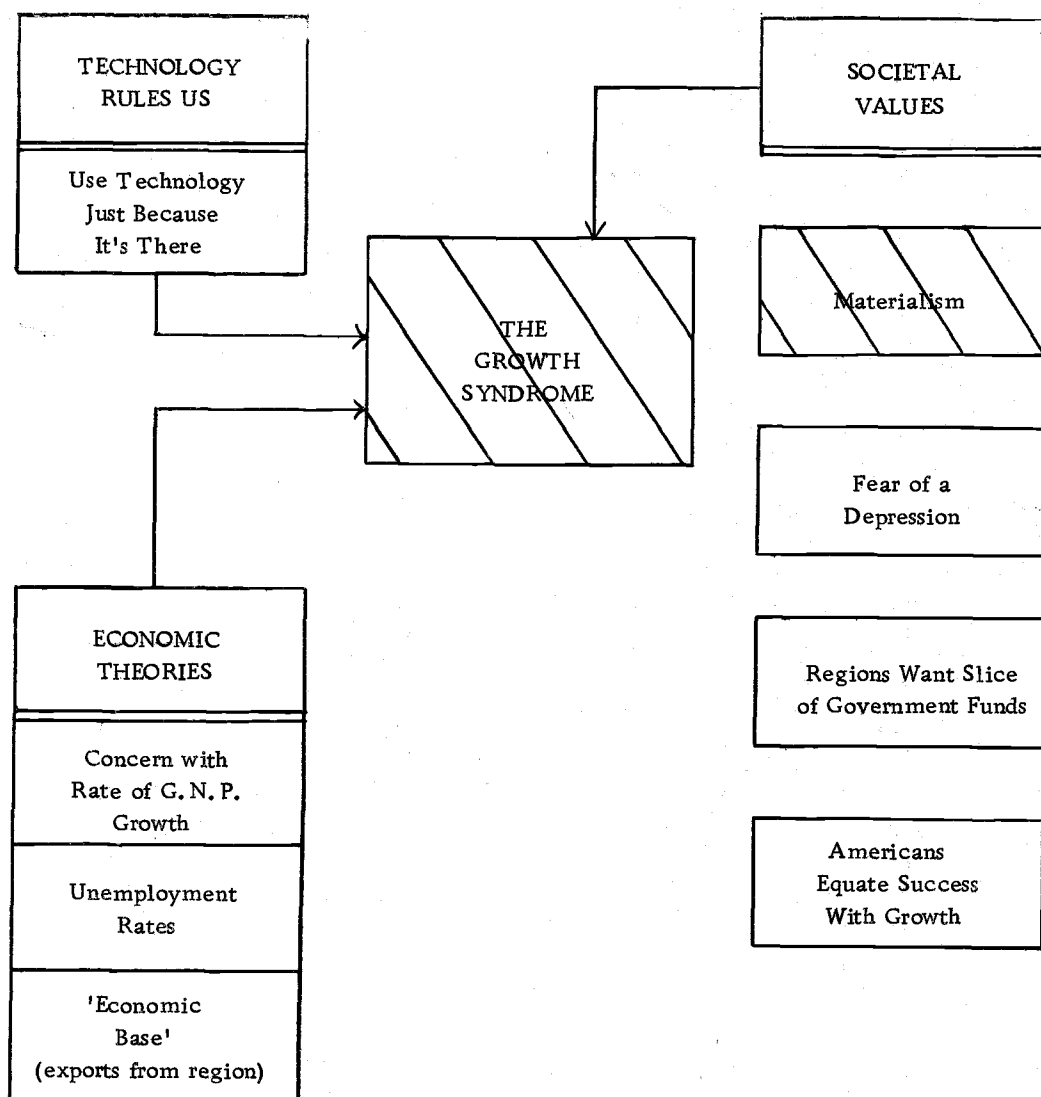 TECHNOLOGY
RULES US
Use Technology
Just Because
It's There
SOCIETAL
VALUES
THE
GROWTH
SYNDROME
Materialism
Fear of a
Depression
Regions Want Slice
of Government Funds
Americans
Equate Success
With Growth
ECONOMIC
THEORIES
Concern with
Rate of G. N. P.
Growth
Unemployment
Rates
'Economic
Base'
(exports from region)